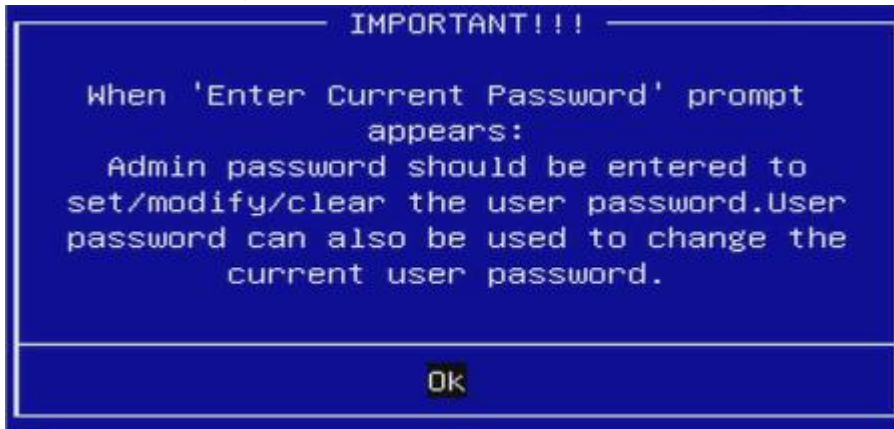 IMPORTANT!!!
When 'Enter Current Password' prompt
appears:
Admin password should be entered to
set/modify/clear the user password.User
password can also be used to change the
current user password.
Ok